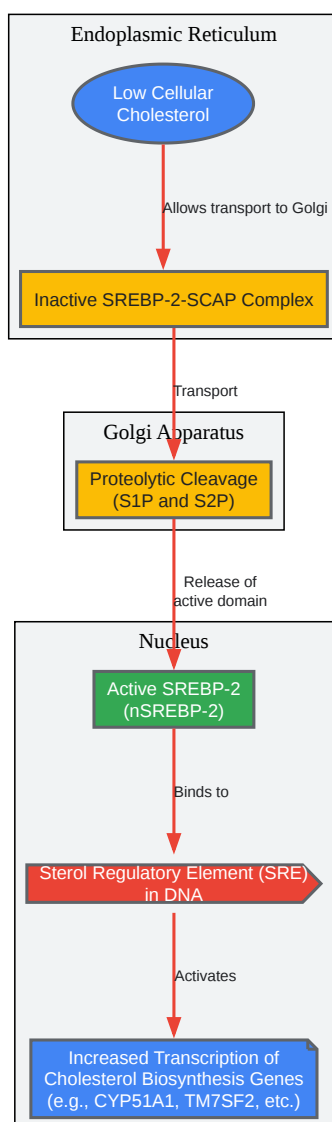 Endoplasmic Reticulum
Low Cellular
Cholesterol
Allows transport to Golgi
Inactive SREBP-2-SCAP Complex
Transport
Golgi Apparatus
Proteolytic Cleavage
(S1P and S2P)
Release of
active domain
Nucleus
Active SREBP-2
(nSREBP-2)
Binds to
Sterol Regulatory Element (SRE)
in DNA
Activates
Increased Transcription of
Cholesterol Biosynthesis Genes
(e.g., CYP51A1, TM7SF2, etc.)